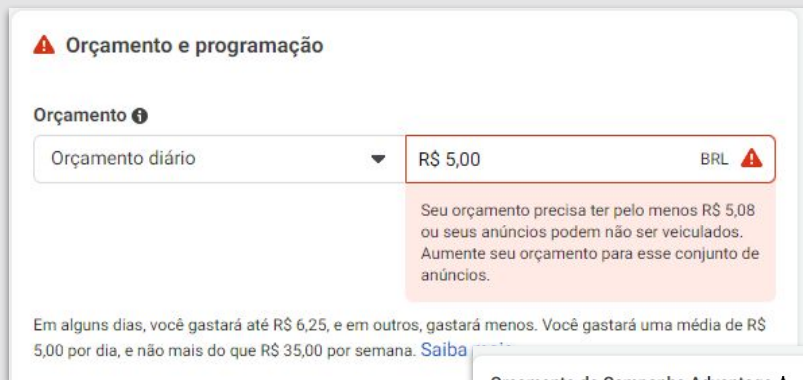 Orçamento e programação
Orçamento
Orçamento diário
R$ 5,00 BRL
Seu orçamento precisa ter pelo menos R$ 5,08
ou seus anúncios podem não ser veiculados.
Aumente seu orçamento para esse conjunto de
anúncios.
Em alguns dias, você gastará até R$ 6,25, e em outros, gastará menos. Você gastará uma média de R$
5,00 por dia, e não mais do que R$ 35,00 por semana. Saiba